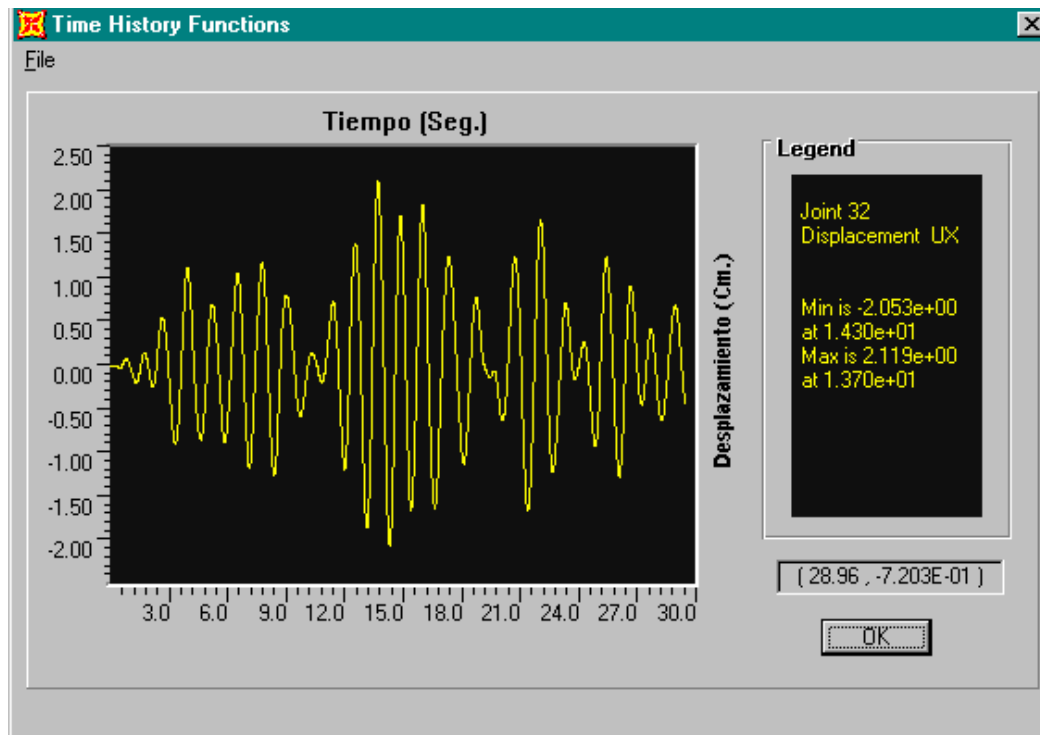 Time History Functions
File
Tiempo (Seg.)
2.50
2.00
1.50
1.00
0.50
0.00
-0.50
-1.00
-1.50
-2.00
3.0 6.0 9.0 12.0 15.0 18.0 21.0 24.0 27.0 30.0
Desplazamiento (Cm.)
Legend
Joint 32
Displacement UX
Min is -2.053e+00
at 1.430e+01
Max is 2.119e+00
at 1.370e+01
( 28.96 , -7.203E-01 )
OK